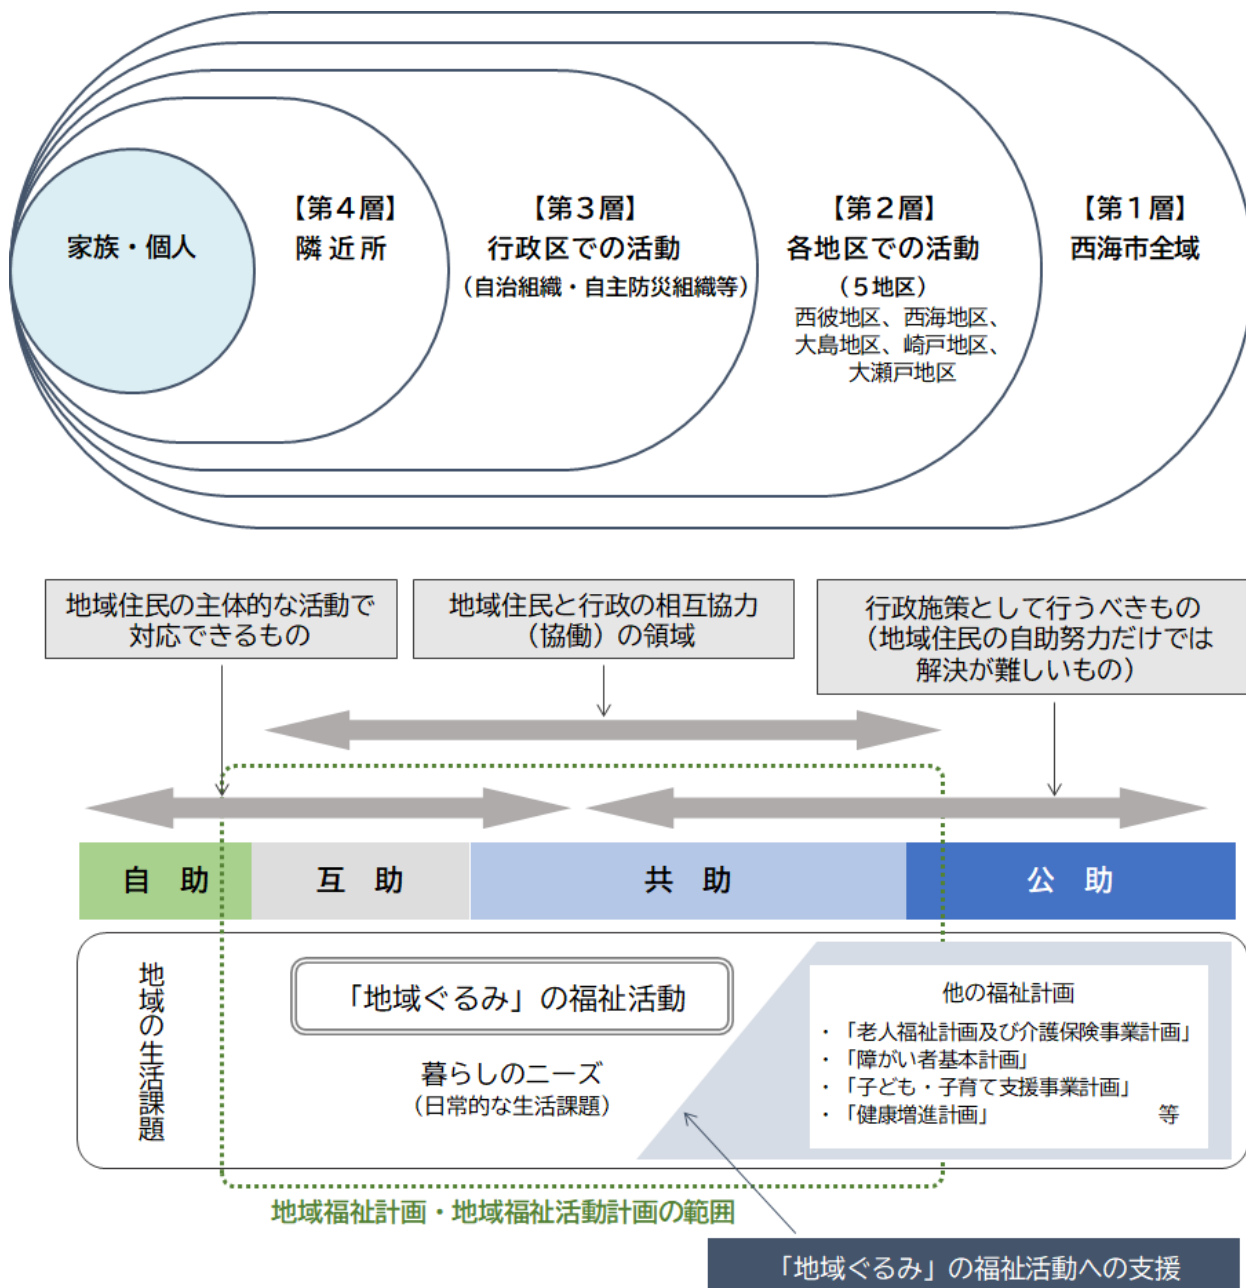 家族・個人
【第4層】
隣近所
【第3層】
行政区での活動
（自治組織・自主防災組織等）
【第2層】
各地区での活動
（5地区）
西彼地区、西海地区、
大島地区、崎戸地区、
大瀬戸地区
【第1層】
西海市全域
地域住民の主体的な活動で
対応できるもの
地域住民と行政の相互協力
（協働）の領域
行政施策として行うべきもの
（地域住民の自助努力だけでは
解決が難しいもの）
自　助
互　助
共　助
公　助
地域の生活課題
「地域ぐるみ」の福祉活動
暮らしのニーズ
（日常的な生活課題）
他の福祉計画
・「老人福祉計画及び介護保険事業計画」
・「障がい者基本計画」
・「子ども・子育て支援事業計画」
・「健康増進計画」　等
地域福祉計画・地域福祉活動計画の範囲
「地域ぐるみ」の福祉活動への支援